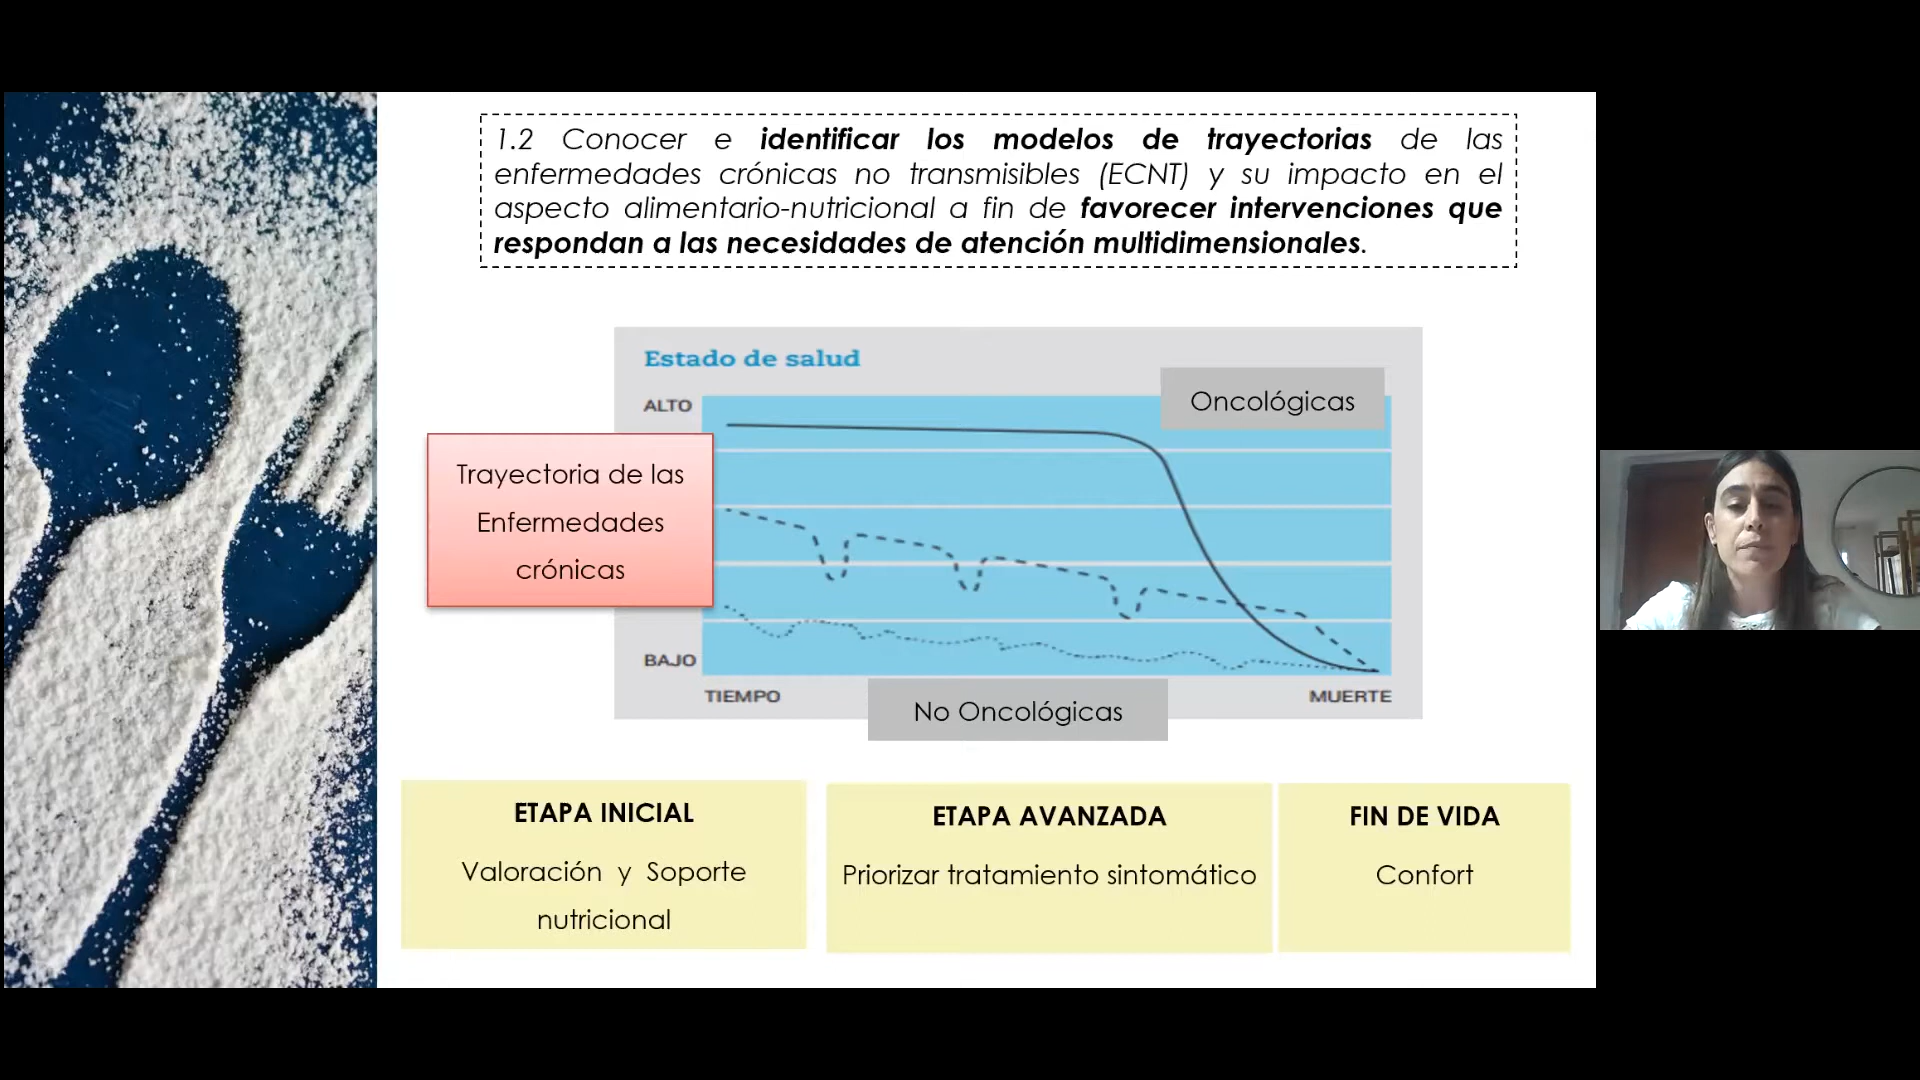 1.2 Conocer e identificar los modelos de trayectorias de las
enfermedades crónicas no transmisibles (ECNT) y su impacto en el
aspecto alimentario-nutricional a fin de favorecer intervenciones que
respondan a las necesidades de atención multidimensionales.
Estado de salud
ALTO
Oncológicas
Trayectoria de las
Enfermedades
crónicas
BAJO
TIEMPO
MUERTE
No Oncológicas
ETAPA INICIAL
Valoración y Soporte
nutricional
ETAPA AVANZADA
Priorizar tratamiento sintomático
FIN DE VIDA
Confort